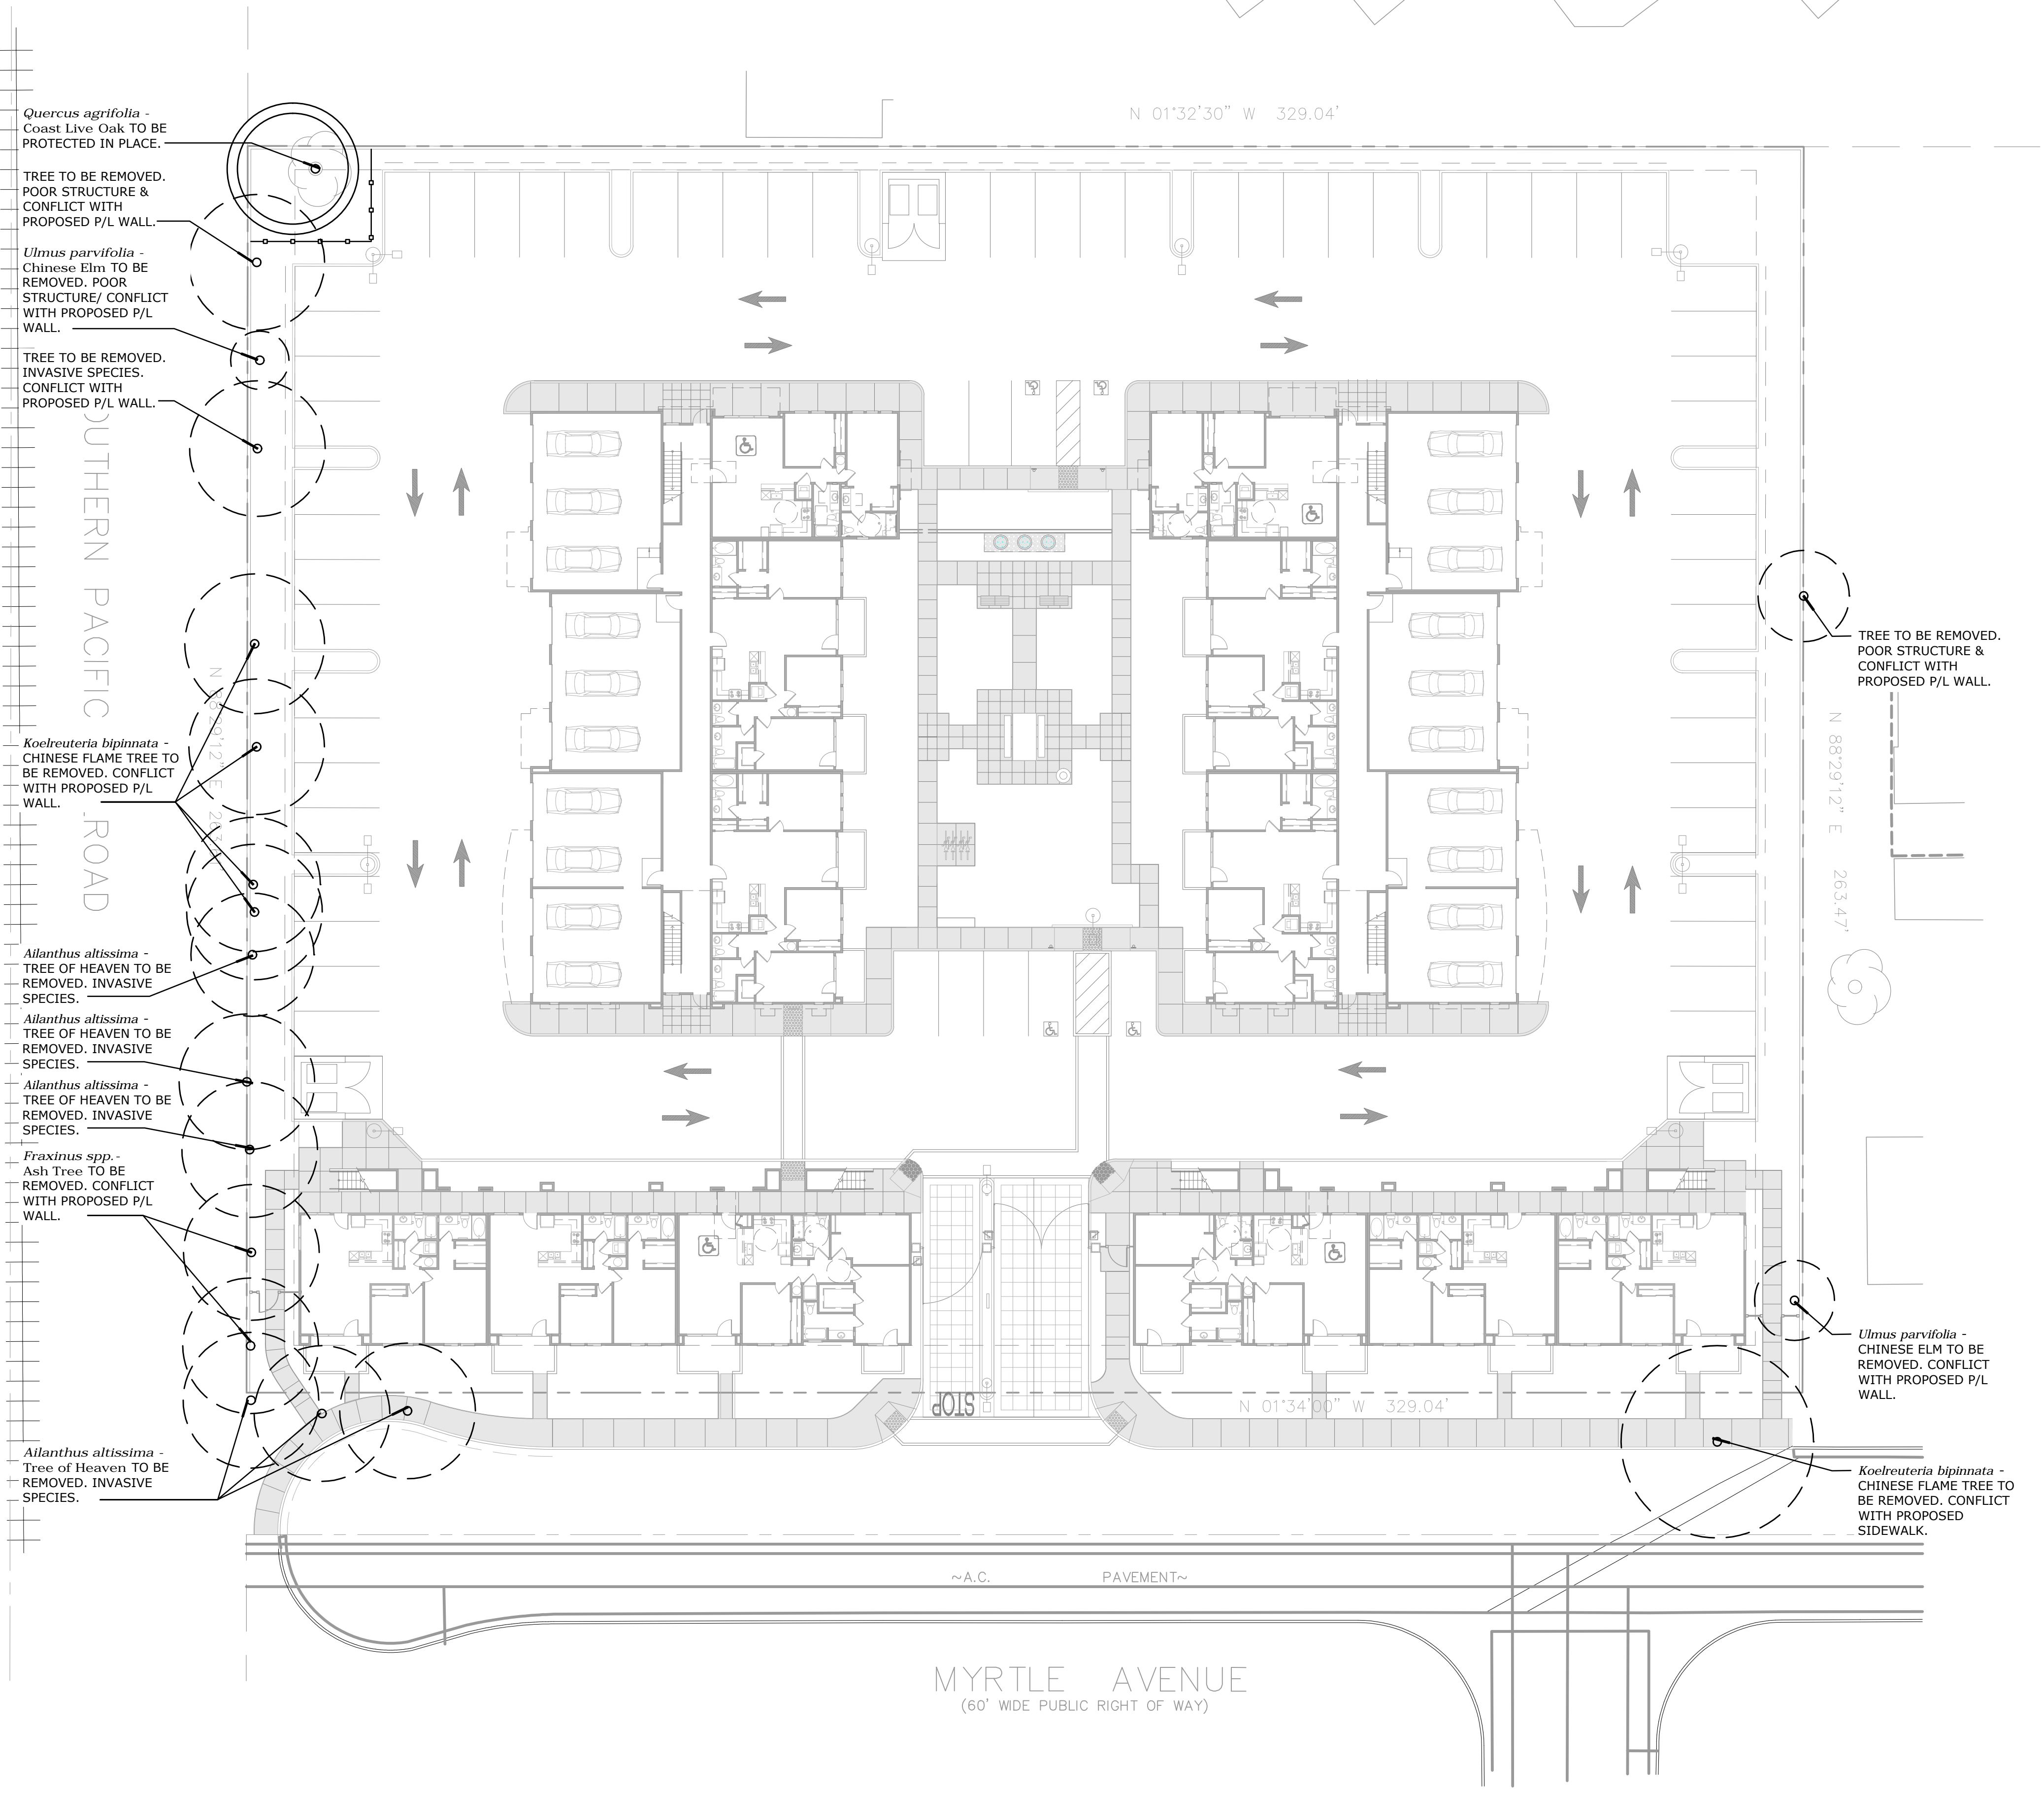 N 01°32'30" W 329.04'
Quercus agrifolia -
Coast Live Oak TO BE
PROTECTED IN PLACE.
TREE TO BE REMOVED.
POOR STRUCTURE &
CONFLICT WITH
PROPOSED P/L WALL.
Ulmus parvifolia -
Chinese Elm TO BE
REMOVED. POOR
STRUCTURE/ CONFLICT
WITH PROPOSED P/L
WALL.
TREE TO BE REMOVED.
INVASIVE SPECIES.
CONFLICT WITH
PROPOSED P/L WALL.
OUTHERN PACIFIC ROAD
N 88°29'12" E
Koelreuteria bipinnata -
CHINESE FLAME TREE TO
BE REMOVED. CONFLICT
WITH PROPOSED P/L
WALL.
Ailanthus altissima -
TREE OF HEAVEN TO BE
REMOVED. INVASIVE
SPECIES.
Ailanthus altissima -
TREE OF HEAVEN TO BE
REMOVED. INVASIVE
SPECIES.
Ailanthus altissima -
TREE OF HEAVEN TO BE
REMOVED. INVASIVE
SPECIES.
Fraxinus spp.-
Ash Tree TO BE
REMOVED. CONFLICT
WITH PROPOSED P/L
WALL.
Ailanthus altissima -
Tree of Heaven TO BE
REMOVED. INVASIVE
SPECIES.
TREE TO BE REMOVED.
POOR STRUCTURE &
CONFLICT WITH
PROPOSED P/L WALL.
N 88°29'12" E 263.47'
Ulmus parvifolia -
CHINESE ELM TO BE
REMOVED. CONFLICT
WITH PROPOSED P/L
WALL.
Koelreuteria bipinnata -
CHINESE FLAME TREE TO
BE REMOVED. CONFLICT
WITH PROPOSED
SIDEWALK.
STOP
N 01°34'00" W 329.04'
~A.C. PAVEMENT~
MYRTLE AVENUE
(60' WIDE PUBLIC RIGHT OF WAY)